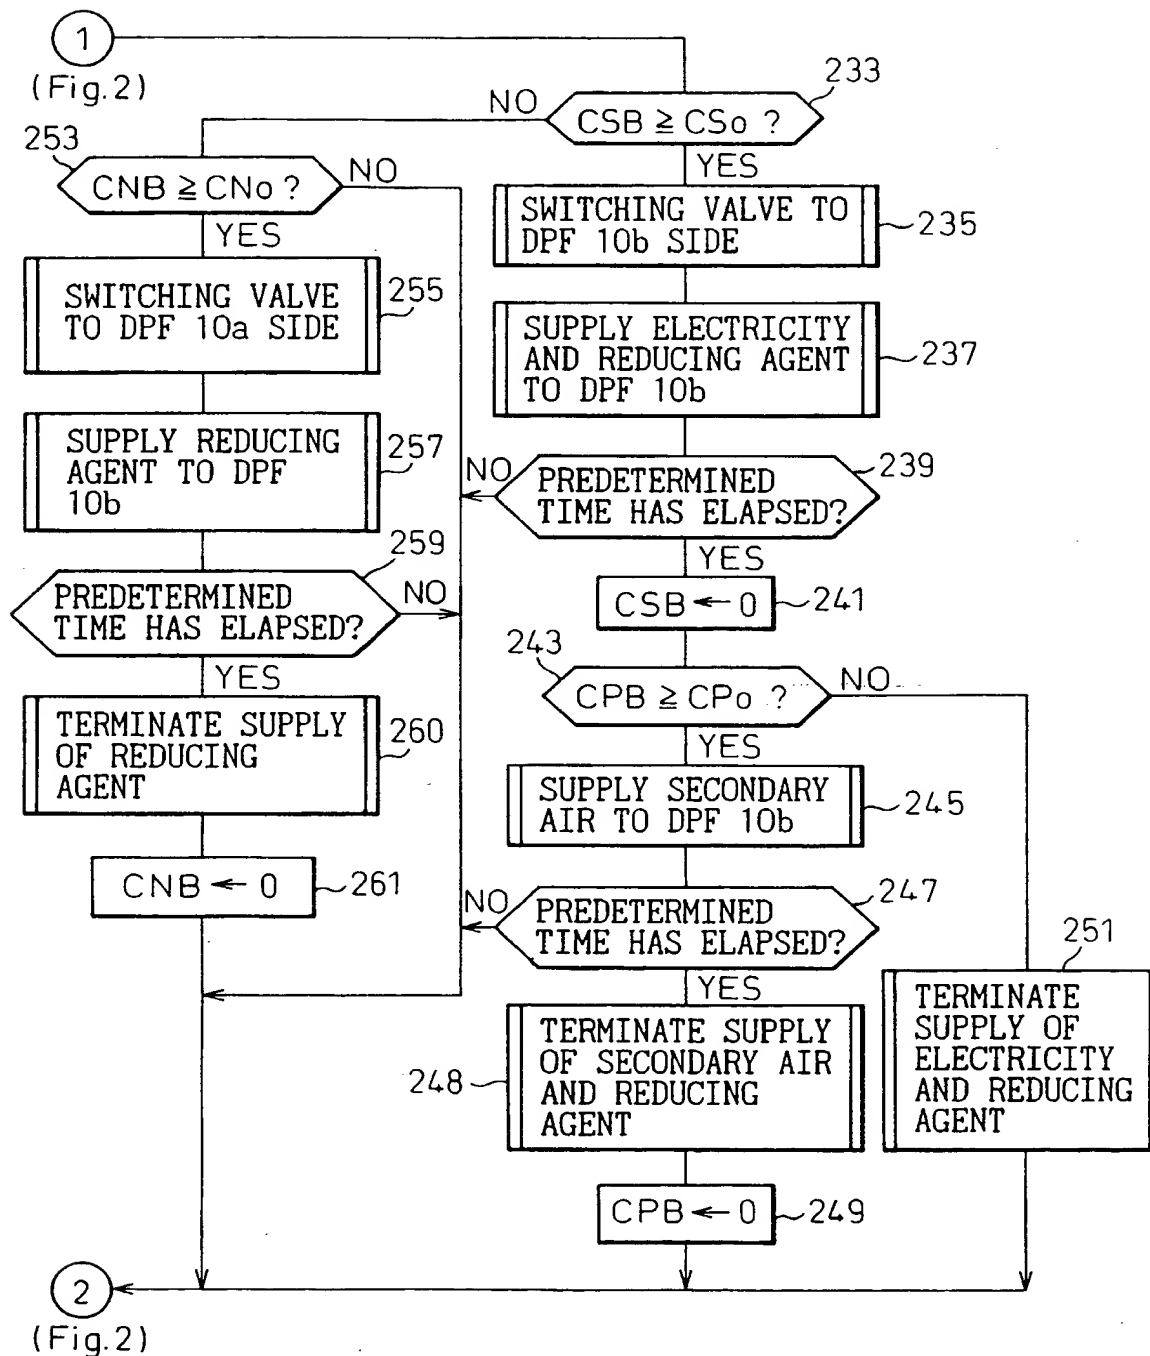 1
(Fig.2)
233
NO
CSB ≧ CSo ?
YES
253
CNB ≧ CNo ?
NO
YES
SWITCHING VALVE TO
DPF 10b SIDE
235
SWITCHING VALVE
TO DPF 10a SIDE
255
SUPPLY ELECTRICITY
AND REDUCING AGENT
TO DPF 10b
237
SUPPLY REDUCING
AGENT TO DPF
10b
257
239
NO
PREDETERMINED
TIME HAS ELAPSED?
YES
259
PREDETERMINED
TIME HAS ELAPSED?
NO
YES
CSB ← 0
241
243
CPB ≧ CPo ?
NO
YES
TERMINATE SUPPLY
OF REDUCING
AGENT
260
SUPPLY SECONDARY
AIR TO DPF 10b
245
CNB ← 0
261
247
NO
PREDETERMINED
TIME HAS ELAPSED?
YES
251
TERMINATE
SUPPLY OF
ELECTRICITY
AND REDUCING
AGENT
248
TERMINATE SUPPLY
OF SECONDARY AIR
AND REDUCING
AGENT
CPB ← 0
249
2
(Fig.2)